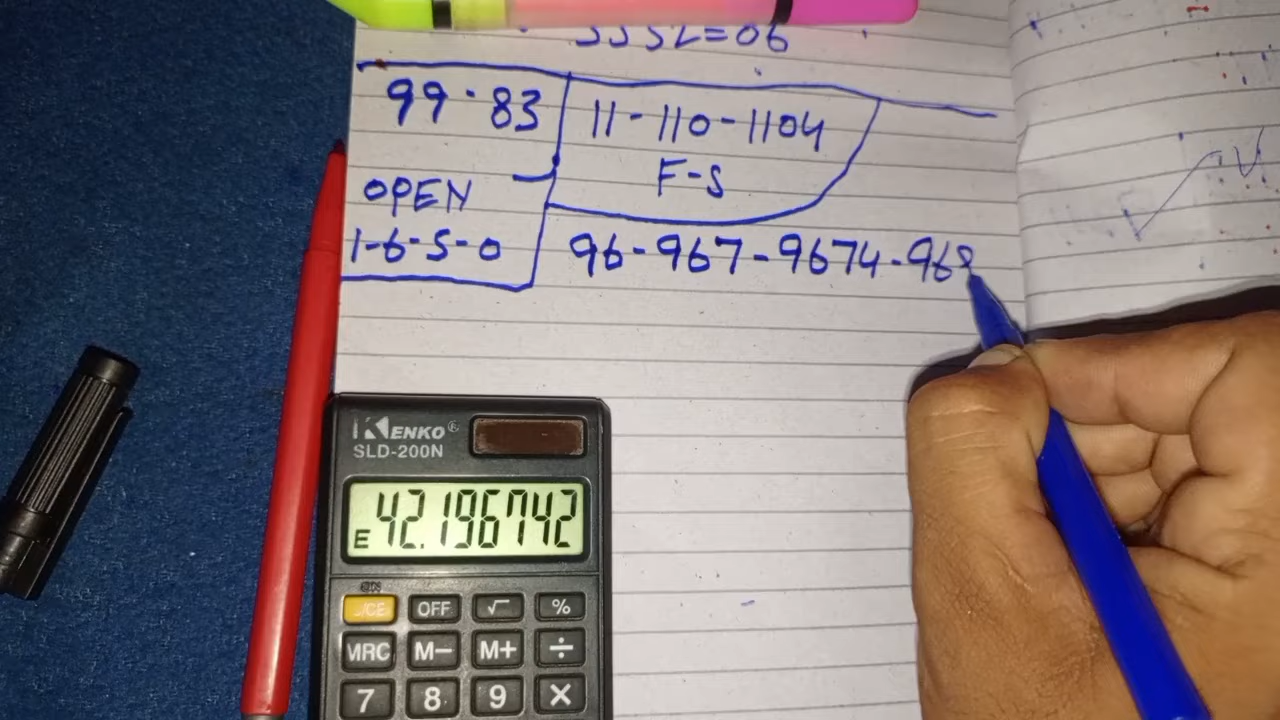 99.83
11-110-1104
F-S
OPEN
1-6-5-0
96-967-9674-968
KENKO®
SLD-200N
E 42.196742
OFF
√
%
MRC
M−
M+
÷
7
8
9
X